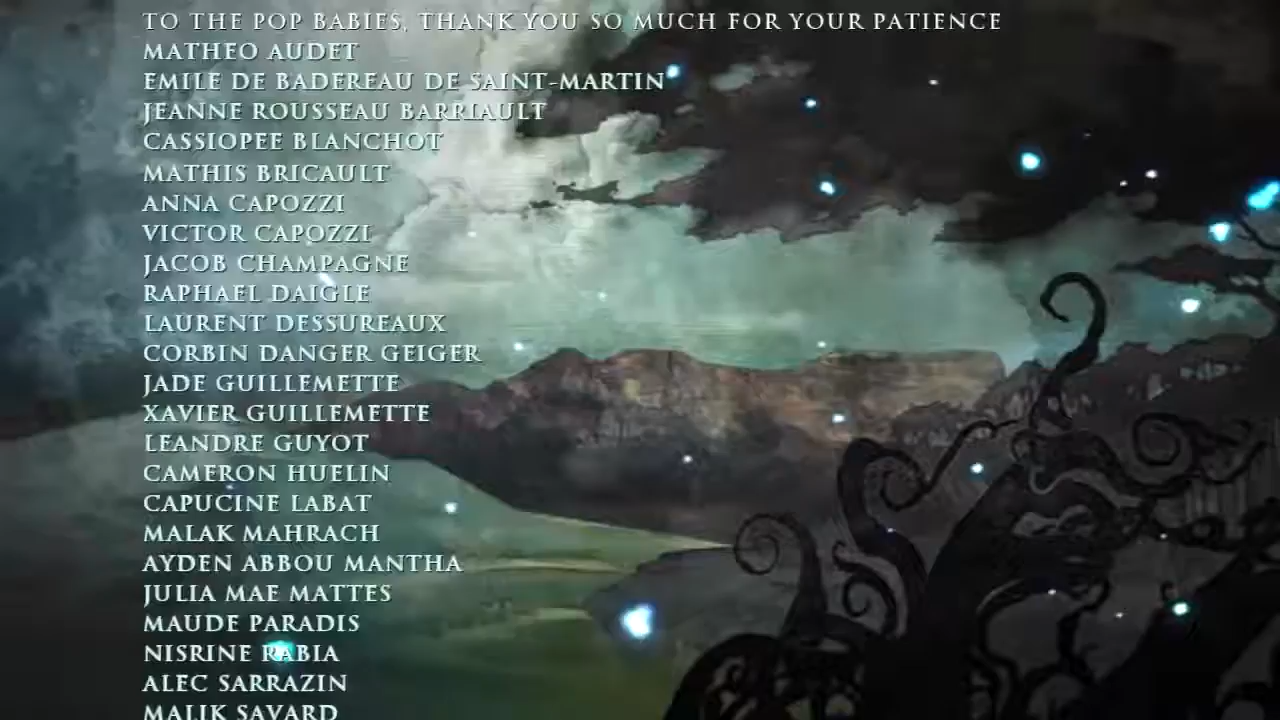 TO THE POP BABIES, THANK YOU SO MUCH FOR YOUR PATIENCE
MATHEO AUDET
EMILE DE BADEREAU DE SAINT-MARTIN
JEANNE ROUSSEAU BARRIAULT
CASSIOPEE BLANCHOT
MATHIS BRICAULT
ANNA CAPOZZI
VICTOR CAPOZZI
JACOB CHAMPAGNE
RAPHAEL DAIGLE
LAURENT DESSUREAUX
CORBIN DANGER GEIGER
JADE GUILLEMETTE
XAVIER GUILLEMETTE
LEANDRE GUYOT
CAMERON HUELIN
CAPUCINE LABAT
MALAK MAHRACH
AYDEN ABBOU MANTHA
JULIA MAE MATTES
MAUDE PARADIS
NISRINE RABIA
ALEC SARRAZIN
MALIK SAVARD